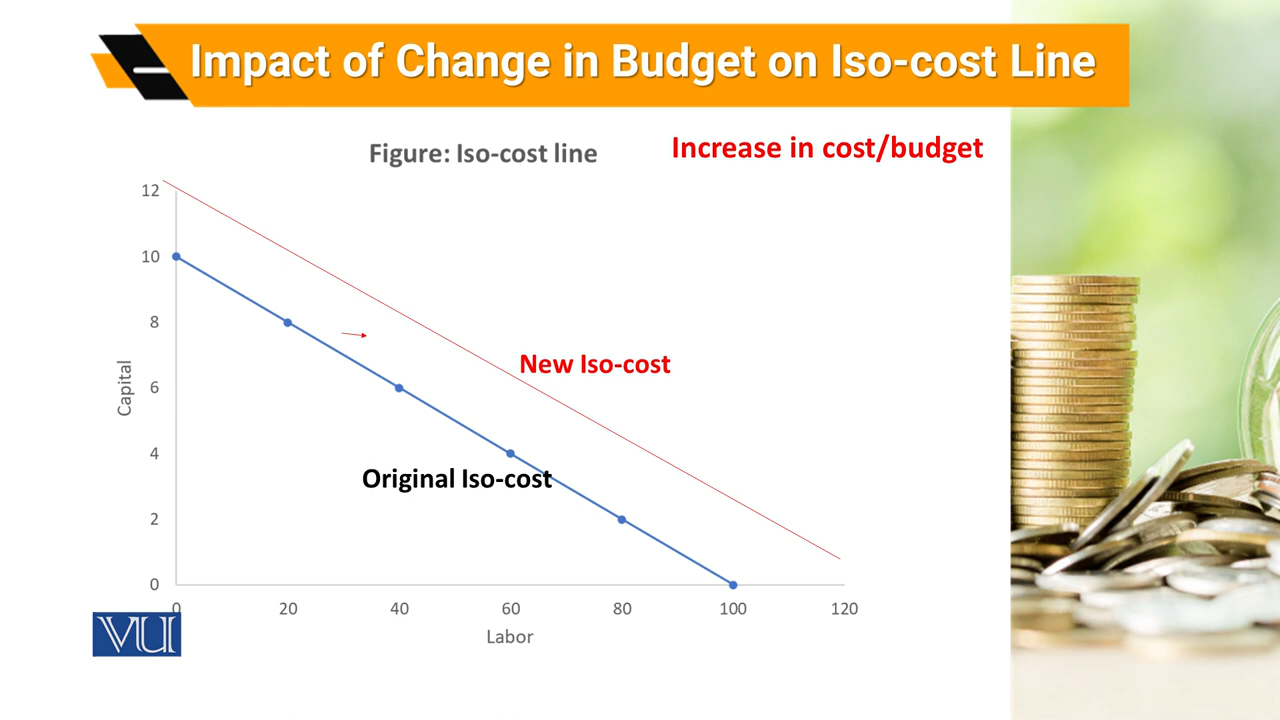 Impact of Change in Budget on Iso-cost Line
Figure: Iso-cost line
Increase in cost/budget
12
10
8
6
4
2
0
Capital
New Iso-cost
Original Iso-cost
0 20 40 60 80 100 120
Labor
VU